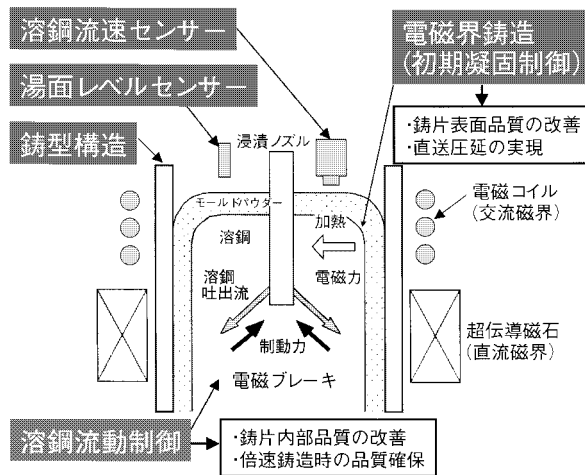 溶鋼流速センサー
電磁界鋳造
(初期凝固制御)
湯面レベルセンサー
・鋳片表面品質の改善
・直送圧延の実現
鋳型構造
浸漬ノズル
モールドパウダー
加熱
電磁コイル
(交流磁界)
溶鋼
電磁力
溶鋼
吐出流
制動力
超伝導磁石
(直流磁界)
電磁ブレーキ
溶鋼流動制御
・鋳片内部品質の改善
・倍速鋳造時の品質確保